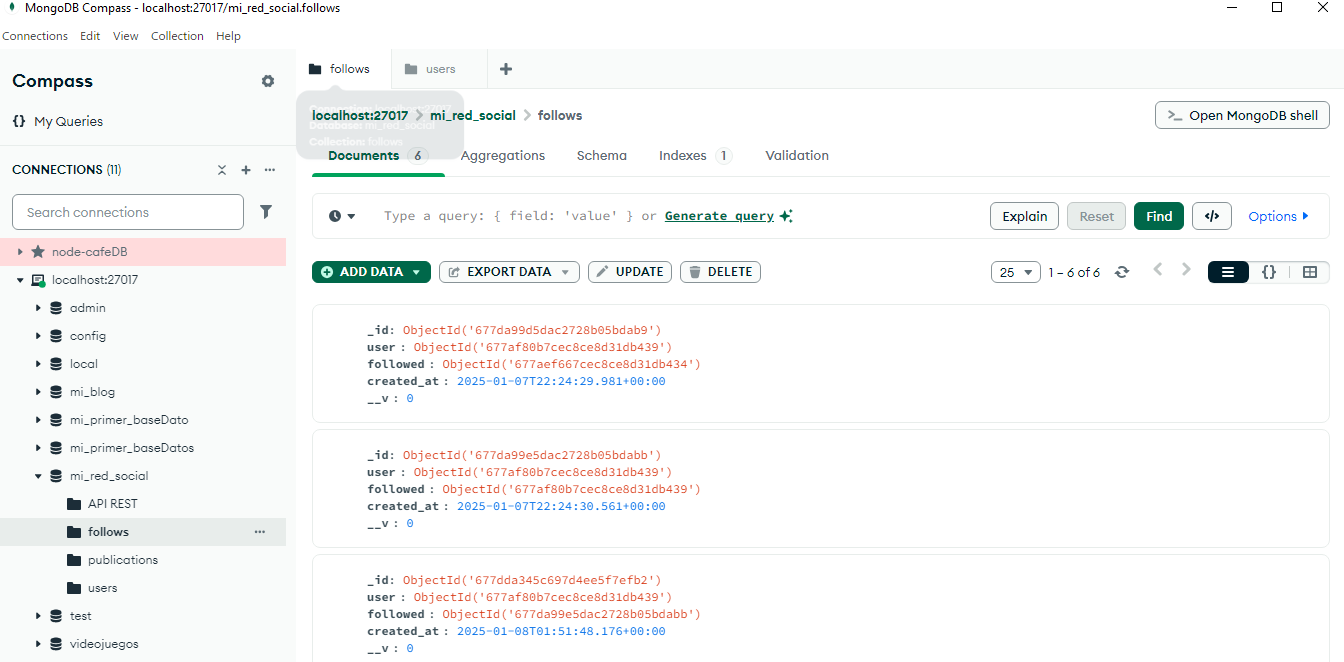 MongoDB Compass - localhost:27017/mi_red_social.follows
Connections Edit View Collection Help
Compass
{} My Queries
CONNECTIONS (11)
Search connections
node-cafeDB
localhost:27017
admin
config
local
mi_blog
mi_primer_baseDato
mi_primer_baseDatos
mi_red_social
API REST
follows
publications
users
test
videojuegos
follows users
Connection: localhost:27017
Database: mi_red_social
Collection: follows
localhost:27017 > mi_red_social > follows
>_ Open MongoDB shell
Documents 6 Aggregations Schema Indexes 1 Validation
Type a query: { field: 'value' } or Generate query
Explain Reset Find </> Options
ADD DATA EXPORT DATA UPDATE DELETE
25 1 – 6 of 6 {}
_id: ObjectId('677da99d5dac2728b05bdab9')
user : ObjectId('677af80b7cec8ce8d31db439')
followed : ObjectId('677aef667cec8ce8d31db434')
created_at : 2025-01-07T22:24:29.981+00:00
__v : 0
_id: ObjectId('677da99e5dac2728b05bdabb')
user : ObjectId('677af80b7cec8ce8d31db439')
followed : ObjectId('677af80b7cec8ce8d31db439')
created_at : 2025-01-07T22:24:30.561+00:00
__v : 0
_id: ObjectId('677dda345c697d4ee5f7efb2')
user : ObjectId('677af80b7cec8ce8d31db439')
followed : ObjectId('677da99e5dac2728b05bdabb')
created_at : 2025-01-08T01:51:48.176+00:00
__v : 0